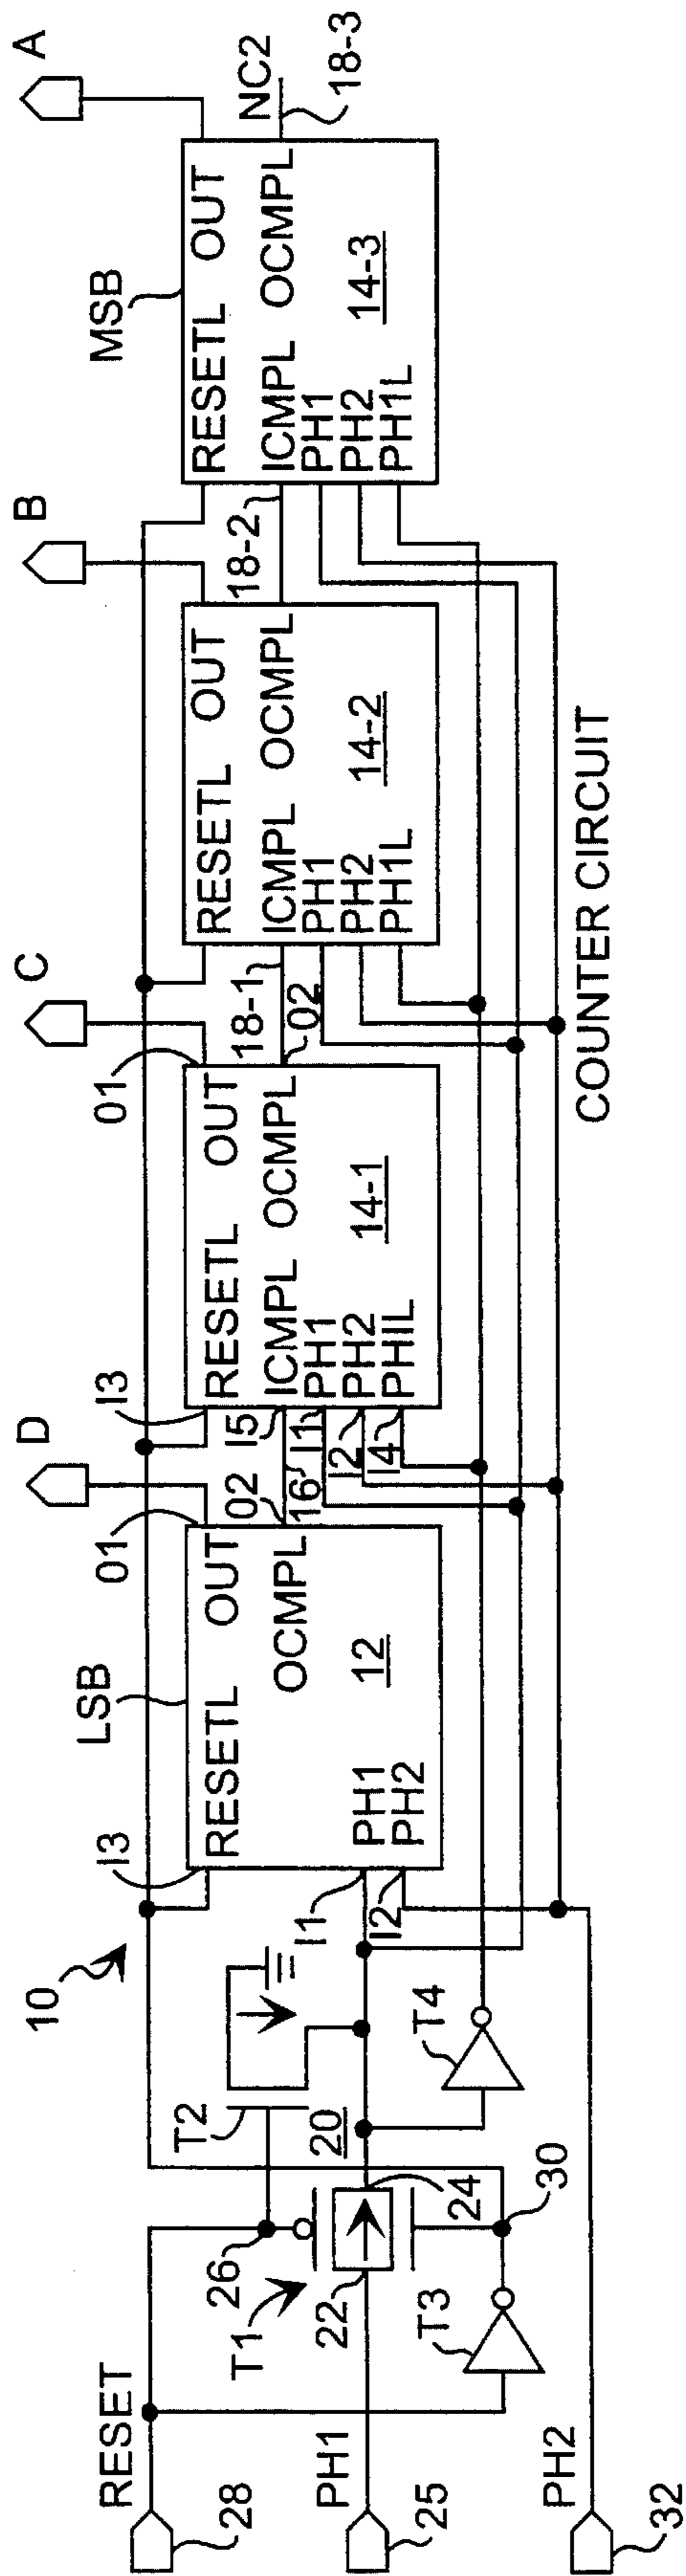 10
RESET
28
PH1
25
PH2
32
T1
26
22
T3
T2
20
24
30
T4
LSB
I3
I1
I2
RESETL OUT
OCMPL
12
PH1
PH2
01
D
02
16
I3
I5
I1
I2
I4
RESETL OUT
ICMPL OCMPL
PH1
14-1
PH2
PHIL
01
C
18-1
02
RESETL OUT
ICMPL OCMPL
PH1
14-2
PH2
PH1L
B
18-2
MSB
RESETL OUT
ICMPL OCMPL
PH1
14-3
PH2
PH1L
A
NC2
18-3
COUNTER CIRCUIT